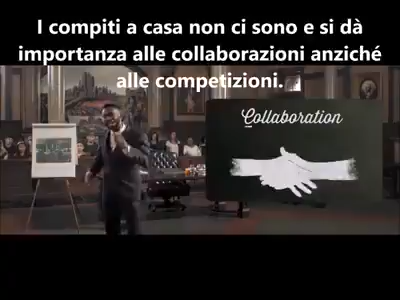 I compiti a casa non ci sono e si dà
importanza alle collaborazioni anziché
alle competizioni.
Collaboration